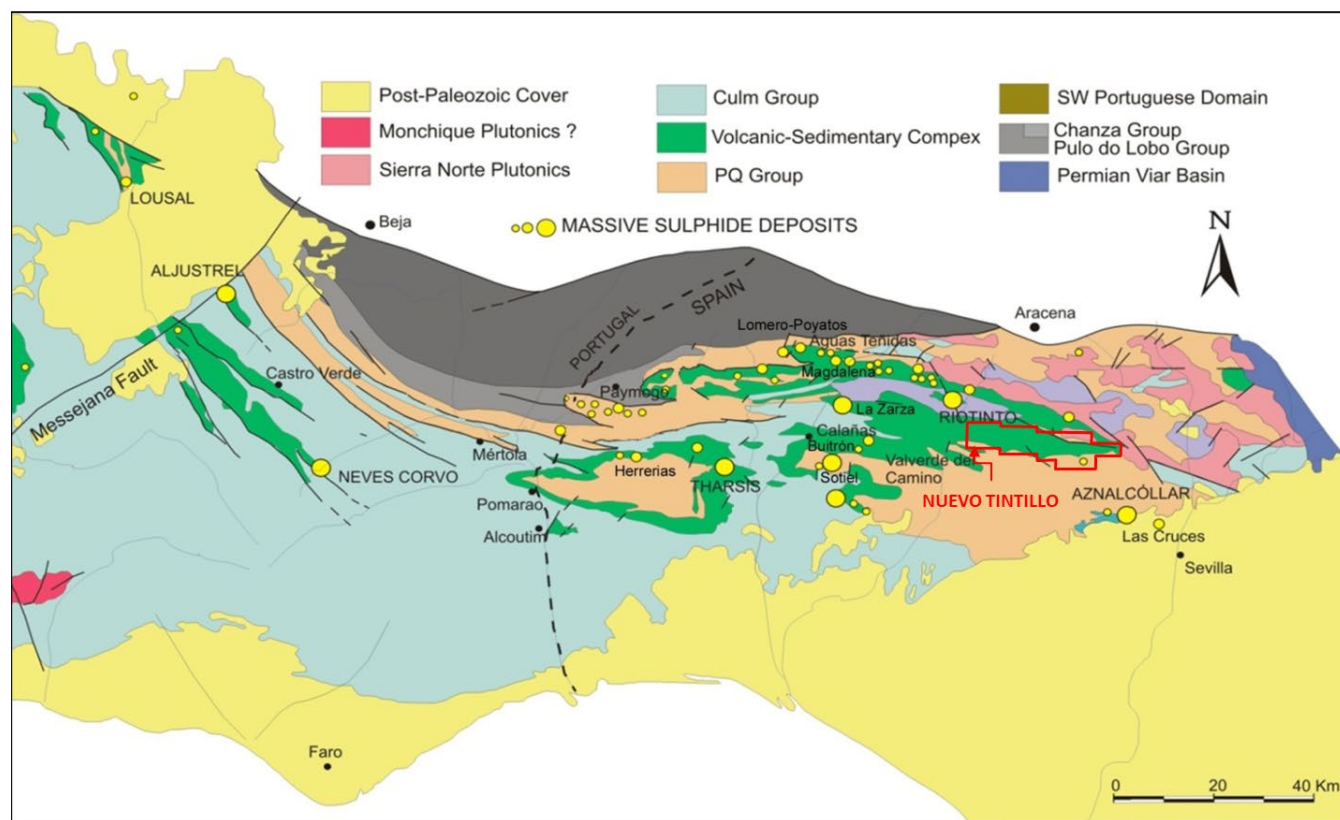 Post-Paleozoic Cover
Monchique Plutonics ?
Sierra Norte Plutonics
Culm Group
Volcanic-Sedimentary Compex
PQ Group
SW Portuguese Domain
Chanza Group
Pulo do Lobo Group
Permian Viar Basin
MASSIVE SULPHIDE DEPOSITS
N
LOUSAL
Beja
ALJUSTREL
PORTUGAL
SPAIN
Aracena
Lomero-Poyatos
Aguas Teñidas
Magdalena
Messejana Fault
Castro Verde
Paymogo
La Zarza
RIOTINTO
Calañas
Buitrón
Mértola
NEVES CORVO
Herrerias
THARSIS
Sotiel
Valverde del
Camino
NUEVO TINTILLO
AZNALCÓLLAR
Pomarao
Alcoutim
Las Cruces
Sevilla
Faro
0 20 40 Km